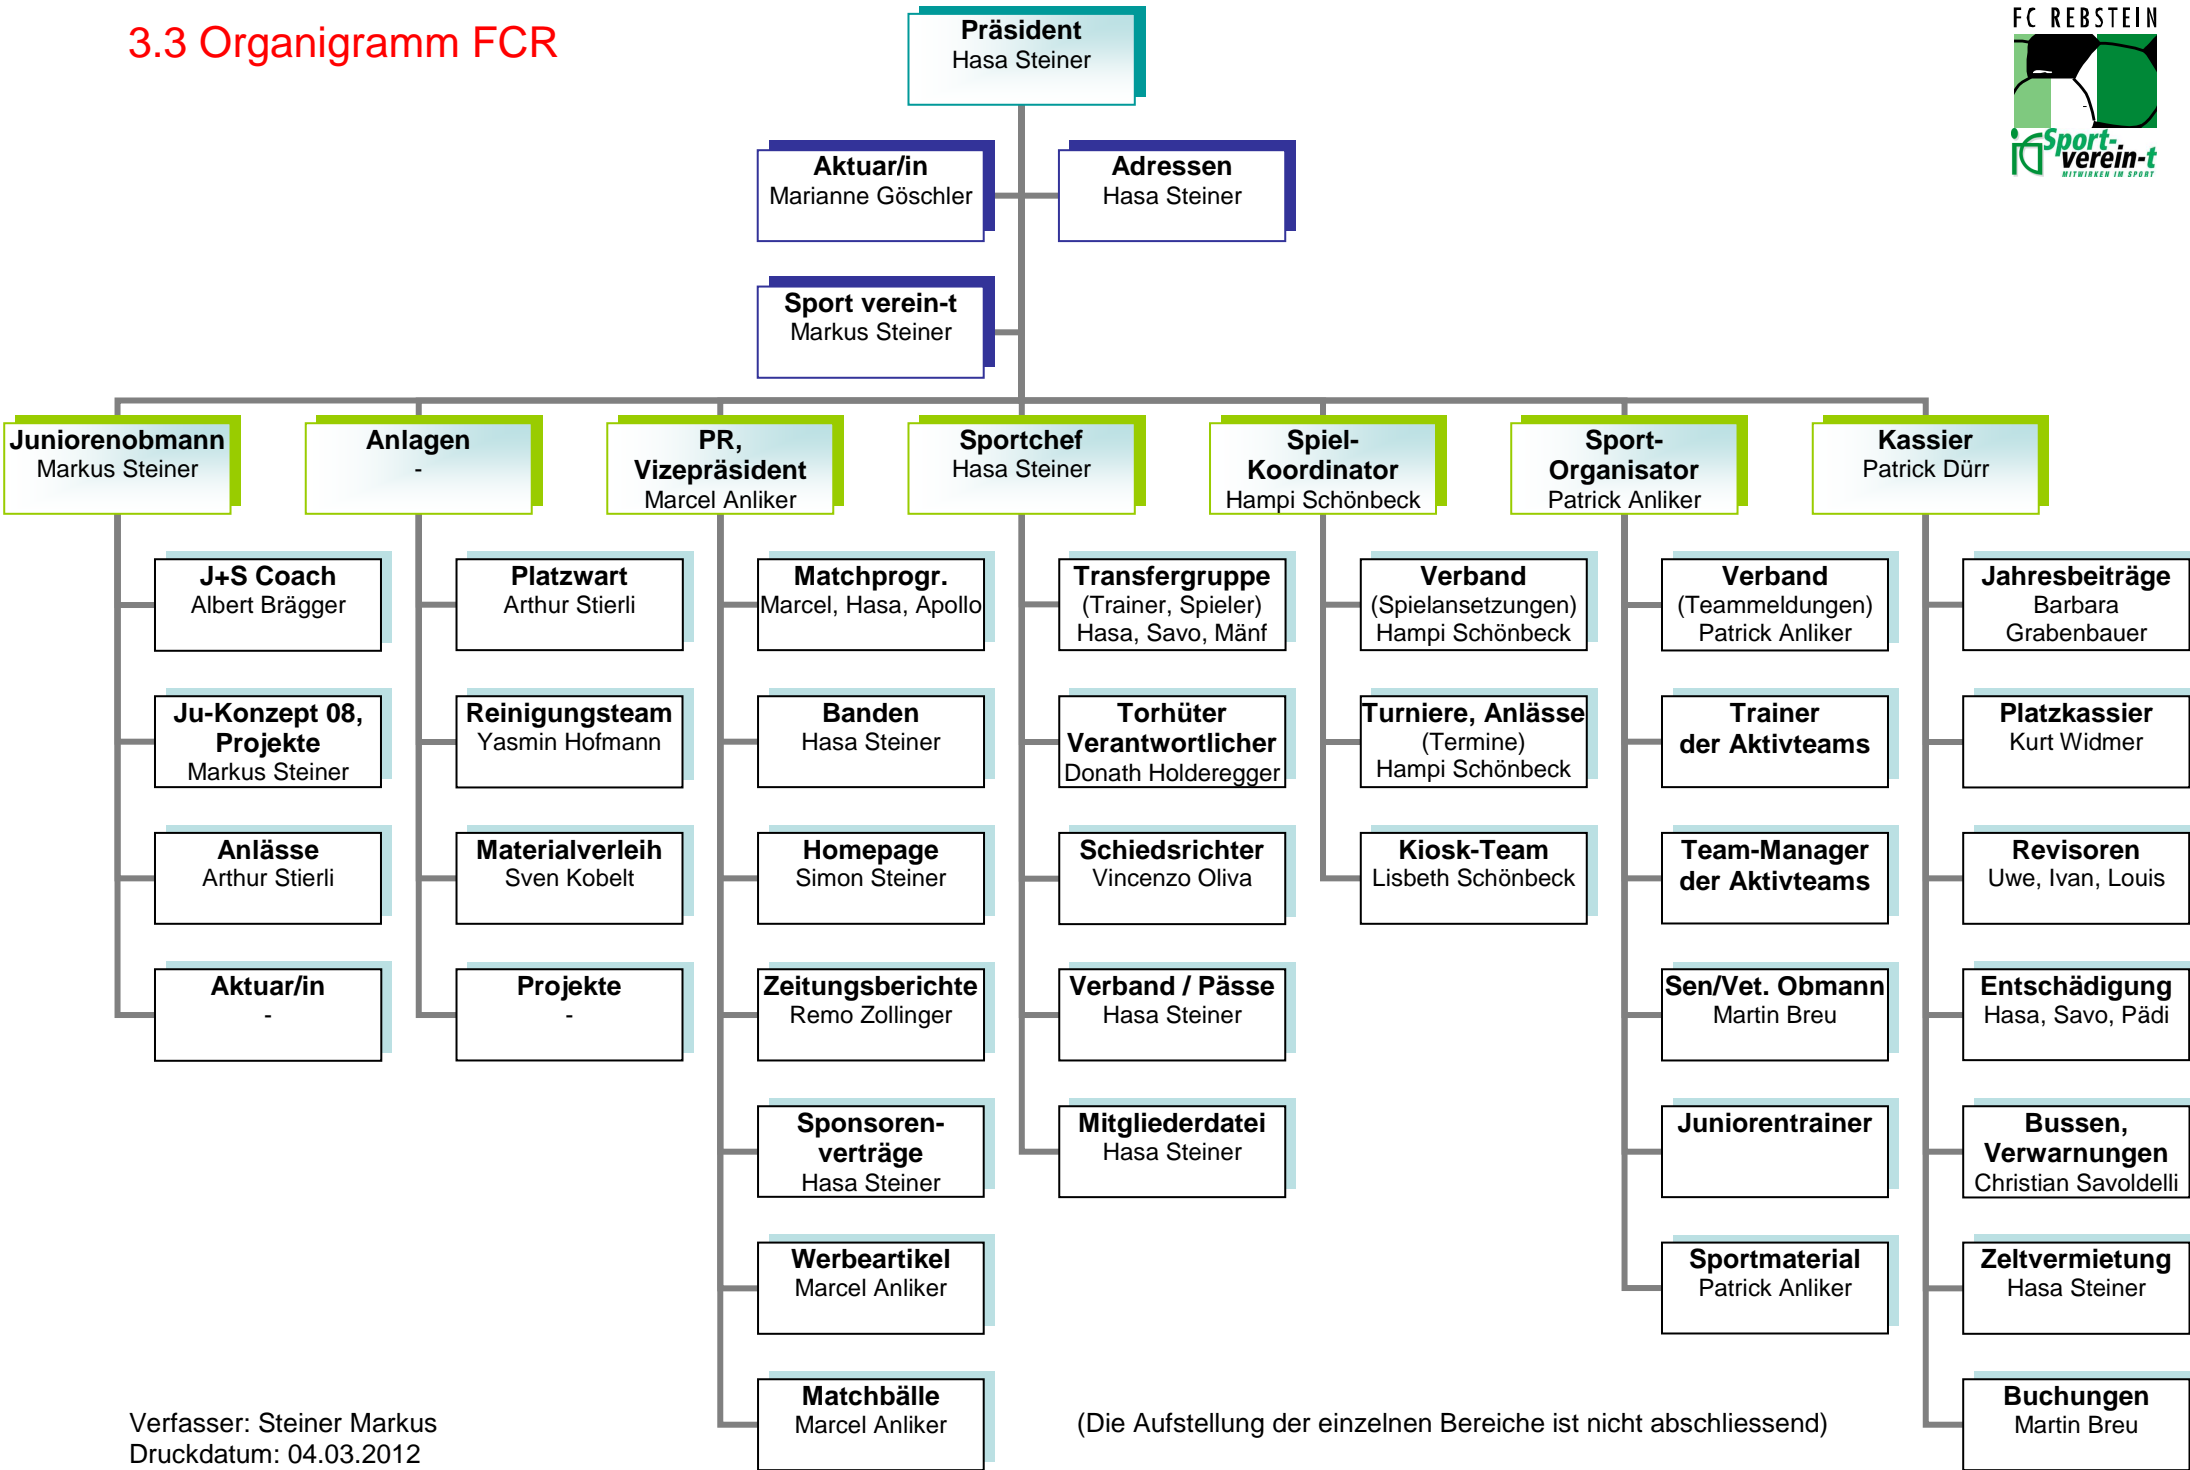 3.3 Organigramm FCR
Präsident
Hasa Steiner
FC REBSTEIN
Sport-
verein-t
MITWIRKEN IM SPORT
Aktuar/in
Marianne Göschler
Adressen
Hasa Steiner
Sport verein-t
Markus Steiner
Juniorenobmann
Markus Steiner
Anlagen
-
PR,
Vizepräsident
Marcel Anliker
Sportchef
Hasa Steiner
Spiel-
Koordinator
Hampi Schönbeck
Sport-
Organisator
Patrick Anliker
Kassier
Patrick Dürr
J+S Coach
Albert Brägger
Ju-Konzept 08,
Projekte
Markus Steiner
Anlässe
Arthur Stierli
Aktuar/in
-
Platzwart
Arthur Stierli
Reinigungsteam
Yasmin Hofmann
Materialverleih
Sven Kobelt
Projekte
-
Matchprogr.
Marcel, Hasa, Apollo
Banden
Hasa Steiner
Homepage
Simon Steiner
Zeitungsberichte
Remo Zollinger
Sponsoren-
verträge
Hasa Steiner
Werbeartikel
Marcel Anliker
Matchbälle
Marcel Anliker
Transfergruppe
(Trainer, Spieler)
Hasa, Savo, Mänf
Torhüter
Verantwortlicher
Donath Holderegger
Schiedsrichter
Vincenzo Oliva
Verband / Pässe
Hasa Steiner
Mitgliederdatei
Hasa Steiner
Verband
(Spielansetzungen)
Hampi Schönbeck
Turniere, Anlässe
(Termine)
Hampi Schönbeck
Kiosk-Team
Lisbeth Schönbeck
Verband
(Teammeldungen)
Patrick Anliker
Trainer
der Aktivteams
Team-Manager
der Aktivteams
Sen/Vet. Obmann
Martin Breu
Juniorentrainer
Sportmaterial
Patrick Anliker
Jahresbeiträge
Barbara
Grabenbauer
Platzkassier
Kurt Widmer
Revisoren
Uwe, Ivan, Louis
Entschädigung
Hasa, Savo, Pädi
Bussen,
Verwarnungen
Christian Savoldelli
Zeltvermietung
Hasa Steiner
Buchungen
Martin Breu
Verfasser: Steiner Markus
Druckdatum: 04.03.2012
(Die Aufstellung der einzelnen Bereiche ist nicht abschliessend)